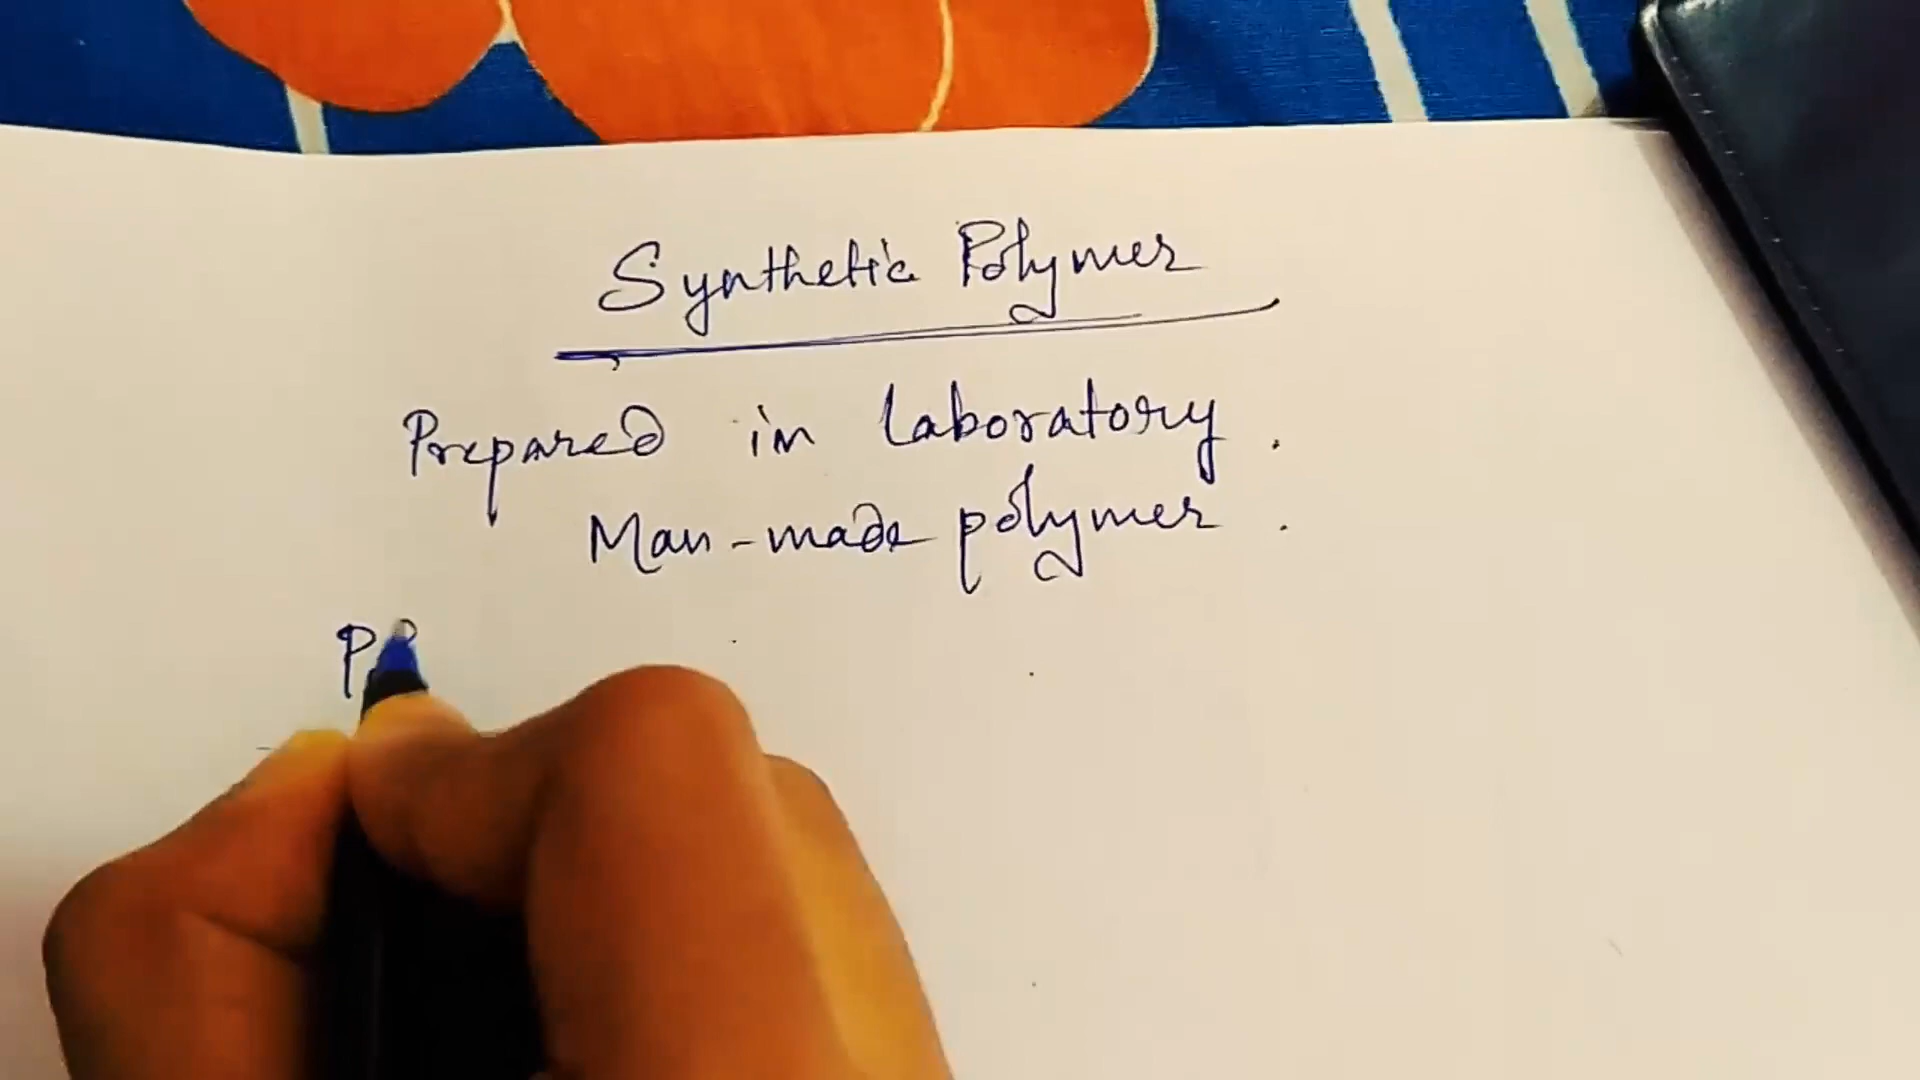 Synthetic Polymer
Prepared in laboratory.
Man-made polymer.